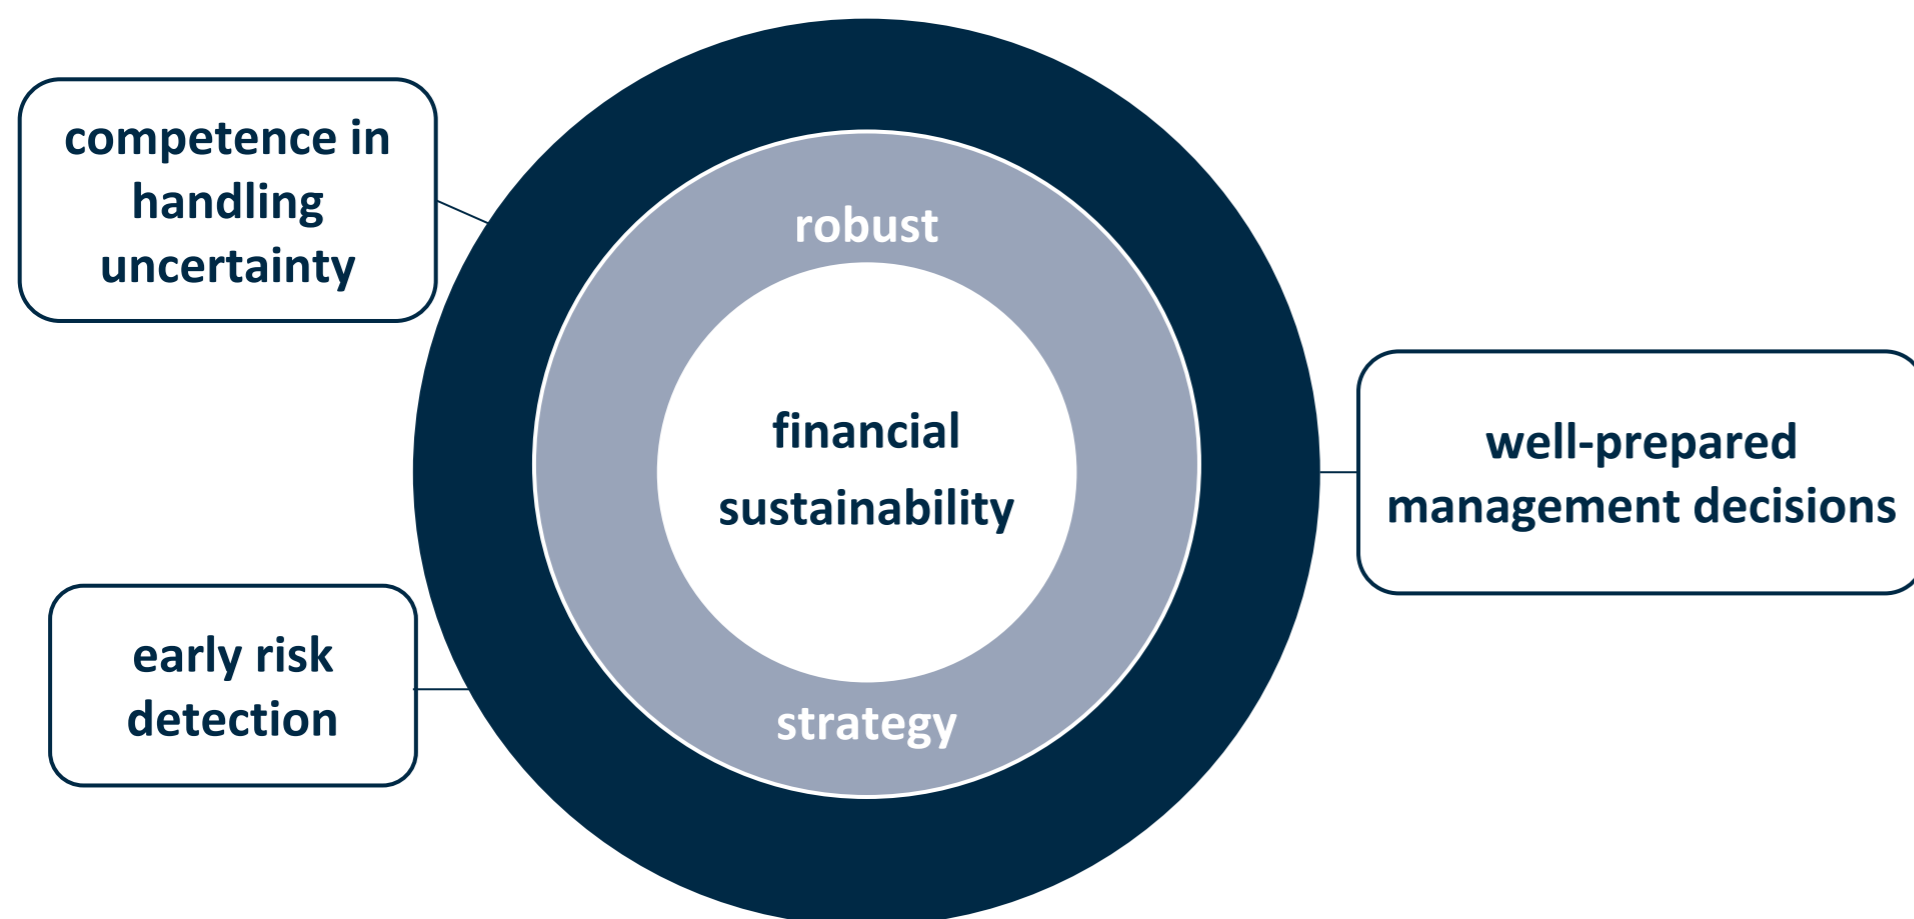 competence in
handling
uncertainty
robust
financial
sustainability
strategy
early risk
detection
well-prepared
management decisions